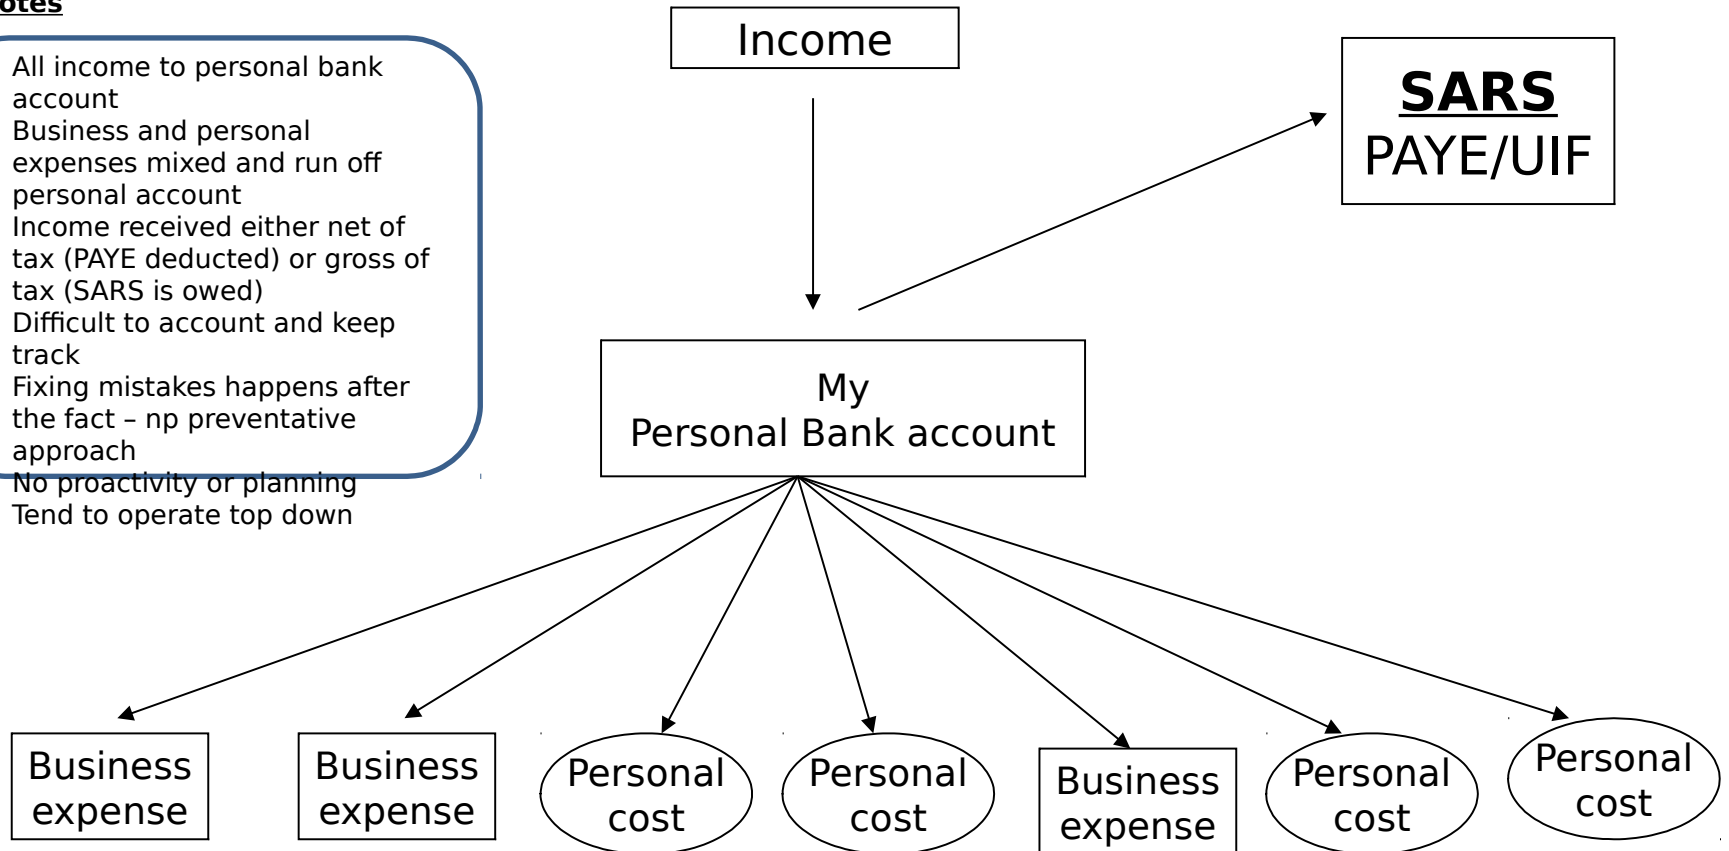 otes
All income to personal bank
account
Business and personal
expenses mixed and run off
personal account
Income received either net of
tax (PAYE deducted) or gross of
tax (SARS is owed)
Difficult to account and keep
track
Fixing mistakes happens after
the fact – np preventative
approach
No proactivity or planning
Tend to operate top down
Income
SARS
PAYE/UIF
My
Personal Bank account
Business
expense
Business
expense
Personal
cost
Personal
cost
Business
expense
Personal
cost
Personal
cost